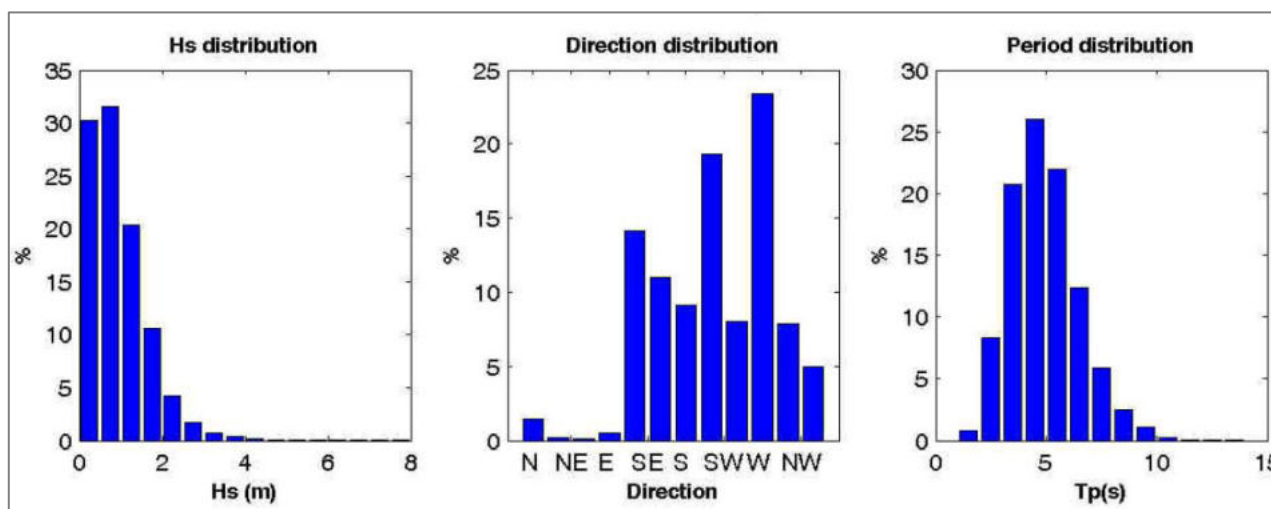 Hs distribution
35
30
25
20
15
10
5
0
%
0 2 4 6 8
Hs (m)
Direction distribution
25
20
15
10
5
0
%
N NE E SE S SW W NW
Direction
Period distribution
30
25
20
15
10
5
0
%
0 5 10 15
Tp(s)